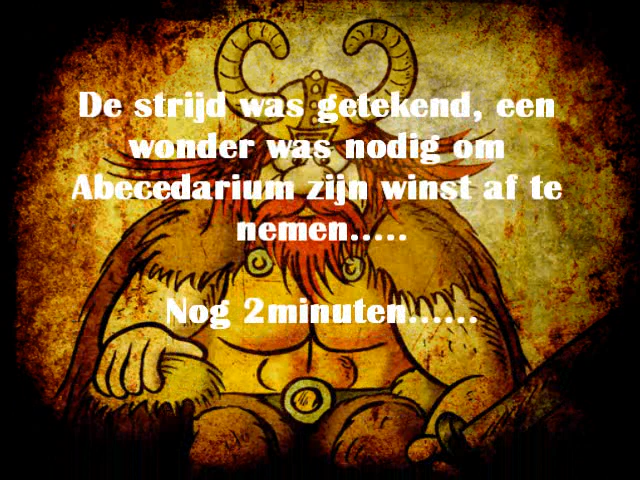 De strijd was getekend, een
wonder was nodig om
Abecedarium zijn winst af te
nemen.....
Nog 2minuten......